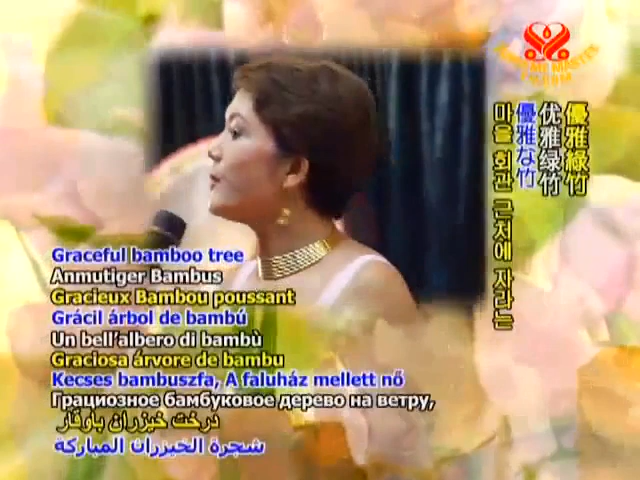 Graceful bamboo tree
Anmutiger Bambus
Gracieux Bambou poussant
Grácil árbol de bambú
Un bell'albero di bambù
Graciosa árvore de bambu
Kecses bambuszfa, A faluház mellett nő
Грациозное бамбуковое дерево на ветру,
درخت خیزران باوقار
شجرة الخيزران المباركة
優雅綠竹
优雅绿竹
優雅な竹
마을 회관 근처에 자라는